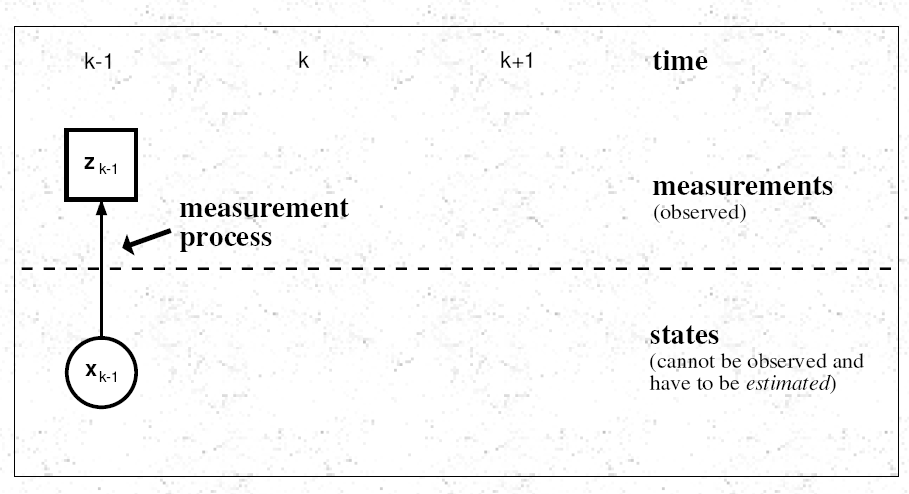 k-1 k k+1 time
z k-1
measurements
(observed)
measurement
process
states
(cannot be observed and
have to be estimated)
x k-1